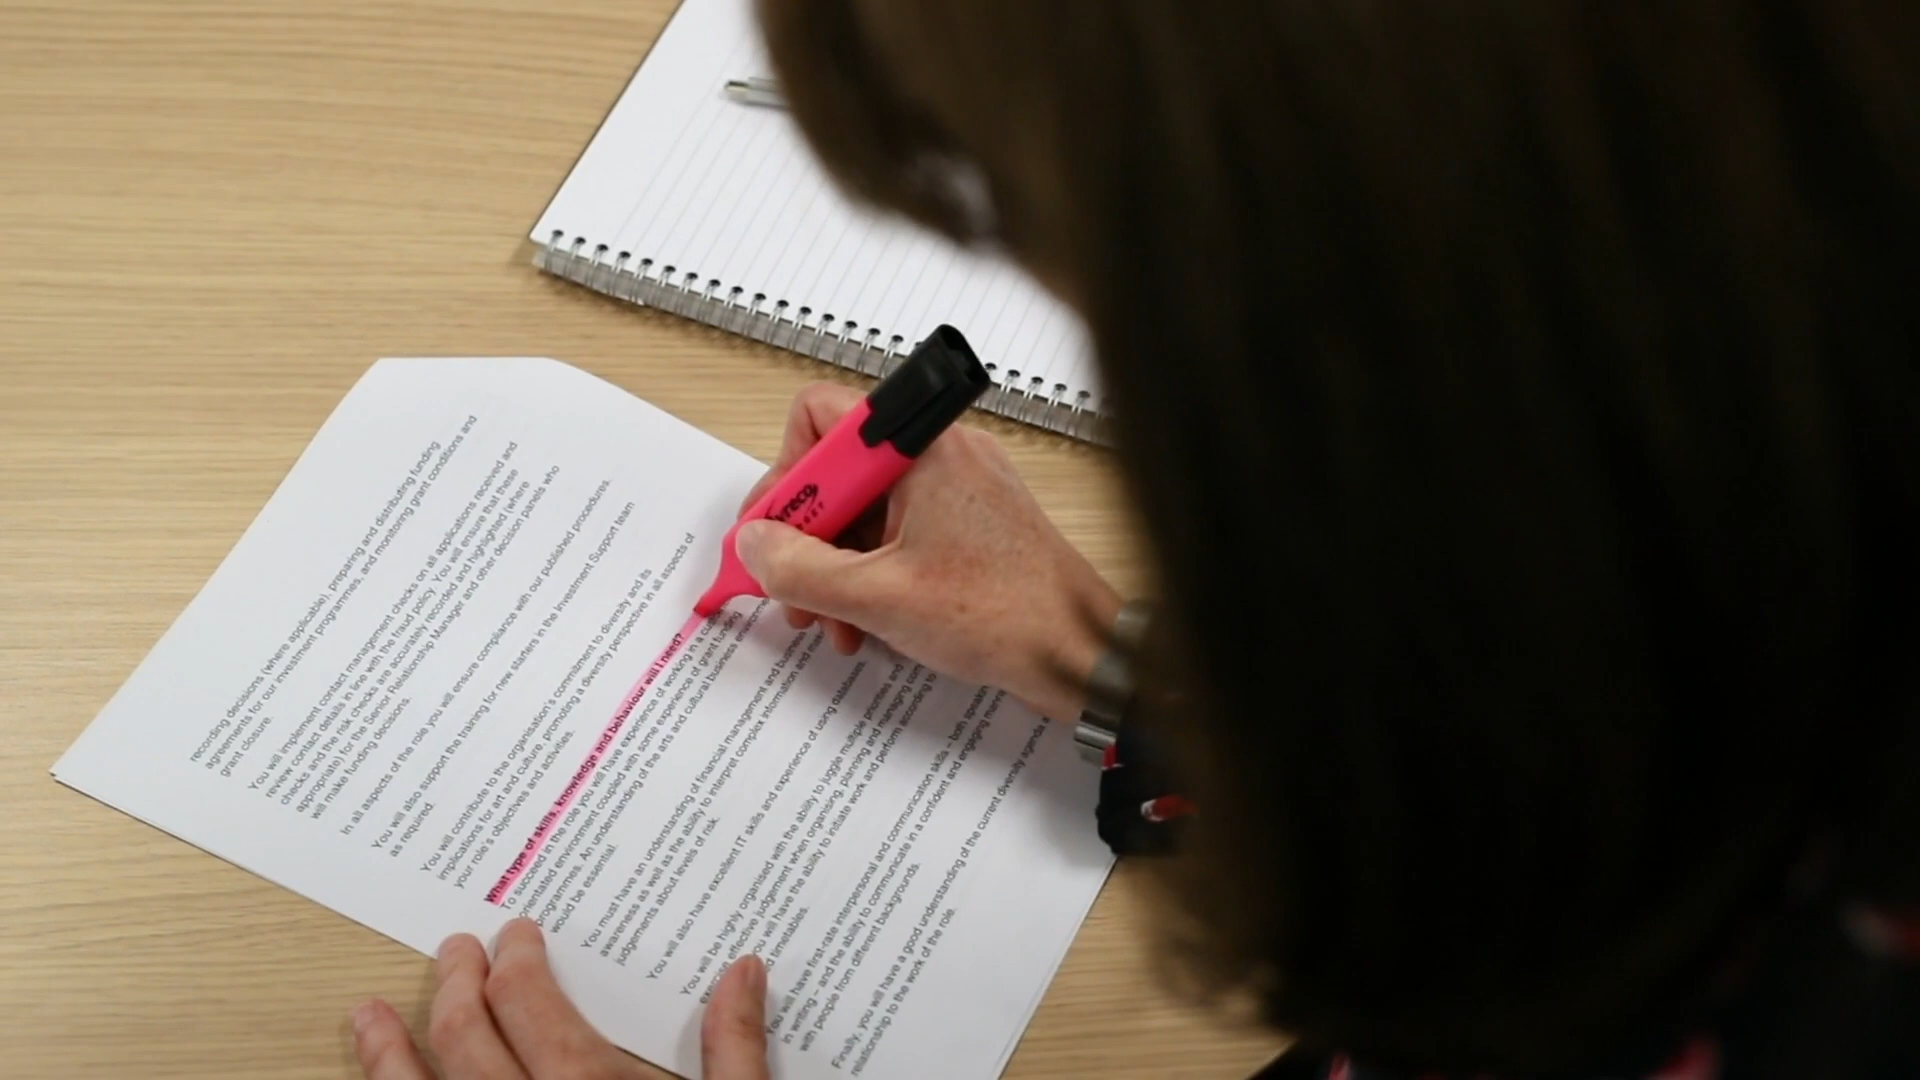 recording decisions (where applicable), preparing and distributing funding
agreements for our investment programmes, and monitoring grant conditions and
grant closure.
You will implement contact management checks on all applications received and
review contact details in line with the fraud policy. You will ensure that these
checks and the risk checks are accurately recorded and highlighted (where
appropriate) for the Senior Relationship Manager and other decision panels who
will make funding decisions.
In all aspects of the role you will ensure compliance with our published procedures.
You will also support the training for new starters in the Investment Support team
as required.
You will contribute to the organisation's commitment to diversity and its
implications for art and culture, promoting a diversity perspective in all aspects of
your role's objectives and activities.
What type of skills, knowledge and behaviour will I need?
To succeed in the role you will have experience of working in a
orientated environment coupled with some experience of grant funding
programmes. An understanding of the arts and cultural business
would be essential.
You must have an understanding of financial management and business
awareness as well as the ability to interpret complex information and
judgements about levels of risk.
You will also have excellent IT skills and experience of using databases.
You will be highly organised with the ability to juggle multiple priorities and
exercise effective judgement when organising, planning and managing
you will have the ability to initiate work and perform according to
timetables.
You will have first-rate interpersonal and communication skills – both
in writing – and the ability to communicate in a confident and engaging
with people from different backgrounds.
Finally, you will have a good understanding of the current diversity agenda
relationship to the work of the role.